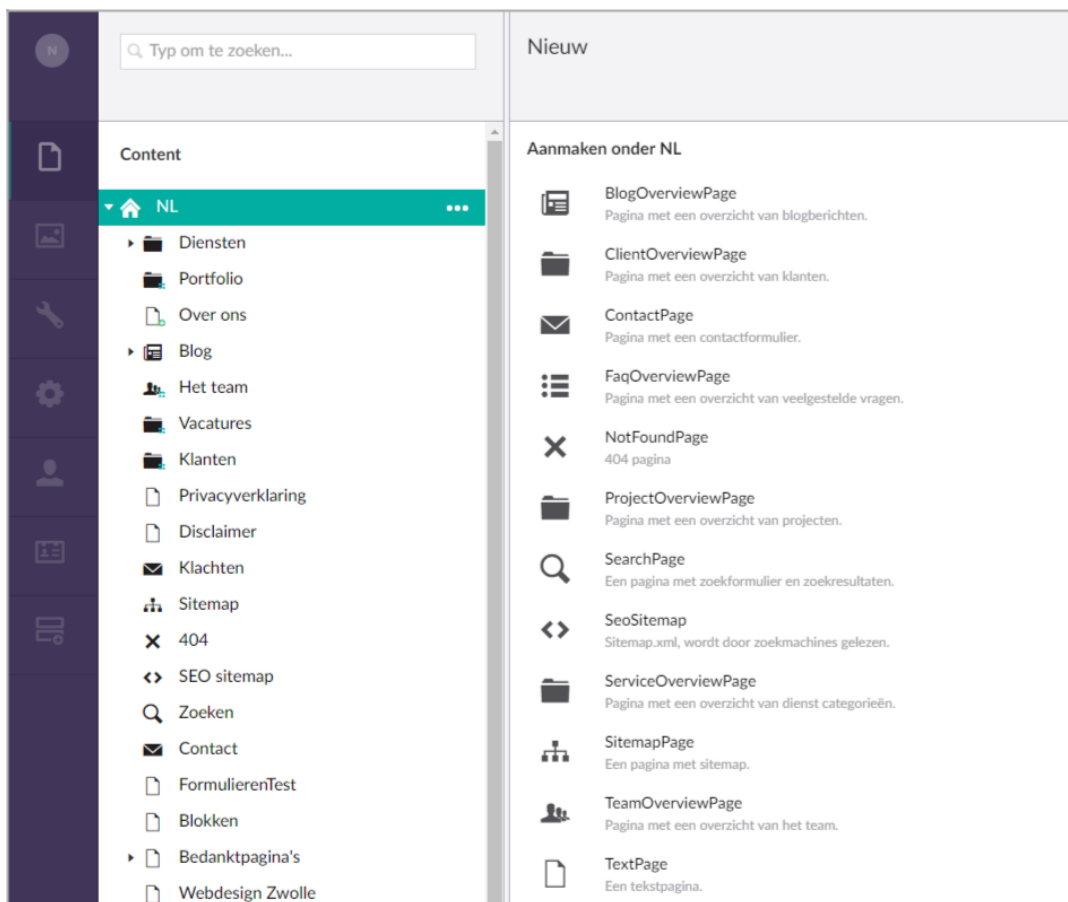 N
Typ om te zoeken...
Content
NL
Diensten
Portfolio
Over ons
Blog
Het team
Vacatures
Klanten
Privacyverklaring
Disclaimer
Klachten
Sitemap
404
SEO sitemap
Zoeken
Contact
FormulierenTest
Blokken
Bedanktpagina's
Webdesign Zwolle
Nieuw
Aanmaken onder NL
BlogOverviewPage
Pagina met een overzicht van blogberichten.
ClientOverviewPage
Pagina met een overzicht van klanten.
ContactPage
Pagina met een contactformulier.
FaqOverviewPage
Pagina met een overzicht van veelgestelde vragen.
NotFoundPage
404 pagina
ProjectOverviewPage
Pagina met een overzicht van projecten.
SearchPage
Een pagina met zoekformulier en zoekresultaten.
SeoSitemap
Sitemap.xml, wordt door zoekmachines gelezen.
ServiceOverviewPage
Pagina met een overzicht van dienst categorieën.
SitemapPage
Een pagina met sitemap.
TeamOverviewPage
Pagina met een overzicht van het team.
TextPage
Een tekstpagina.